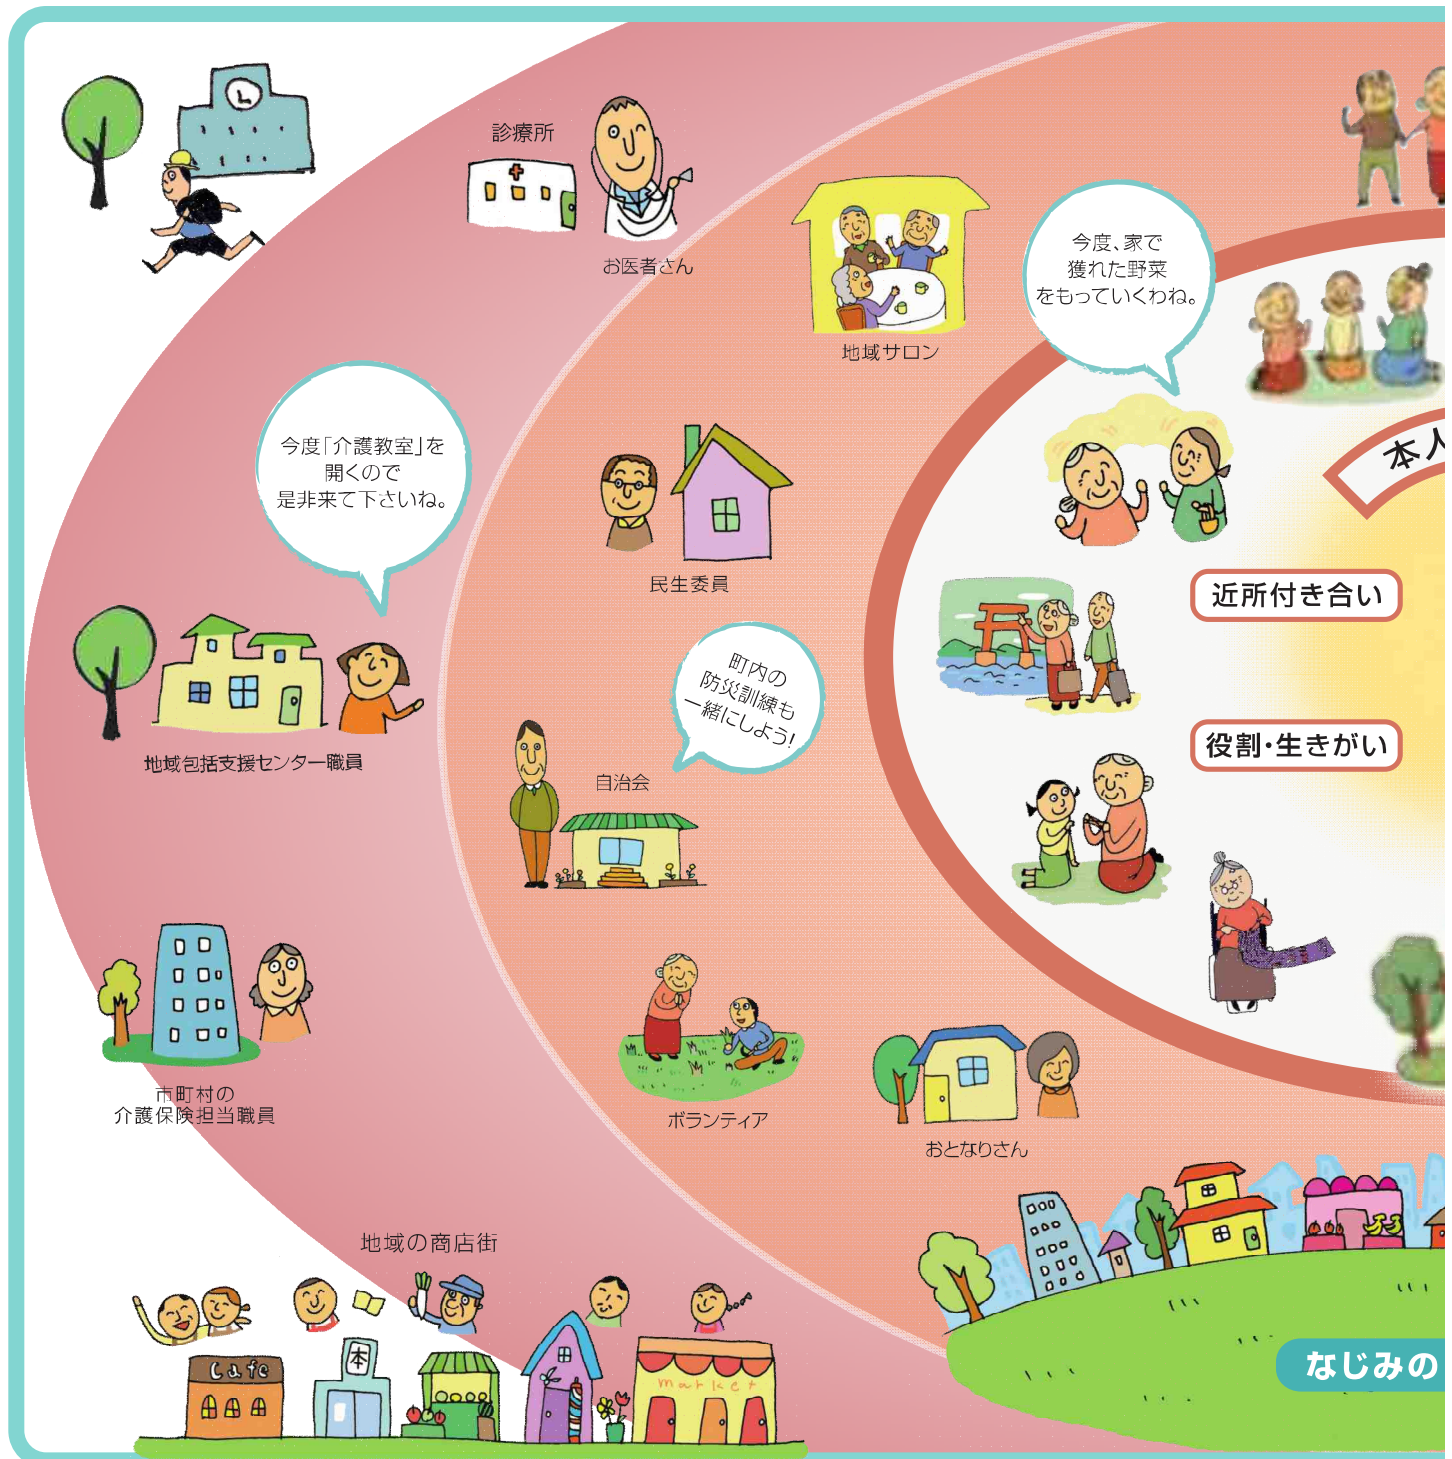 診療所
お医者さん
地域サロン
今度、家で
獲れた野菜
をもっていくわね。
今度「介護教室」を
開くので
是非来て下さいね。
本人
民生委員
近所付き合い
町内の
防災訓練も
一緒にしよう!
役割・生きがい
地域包括支援センター職員
自治会
市町村の
介護保険担当職員
ボランティア
おとなりさん
地域の商店街
Cafe
本
market
なじみの